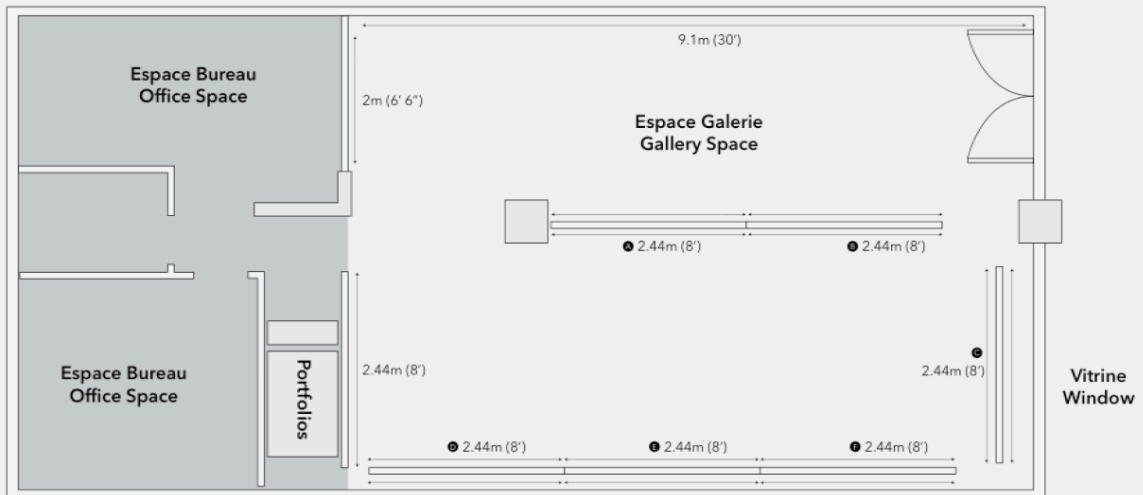 9.1m (30')
Espace Bureau
Office Space
2m (6' 6")
Espace Galerie
Gallery Space
A 2.44m (8')
B 2.44m (8')
C
2.44m (8')
Espace Bureau
Office Space
Portfolios
2.44m (8')
Vitrine
Window
D 2.44m (8')
E 2.44m (8')
F 2.44m (8')